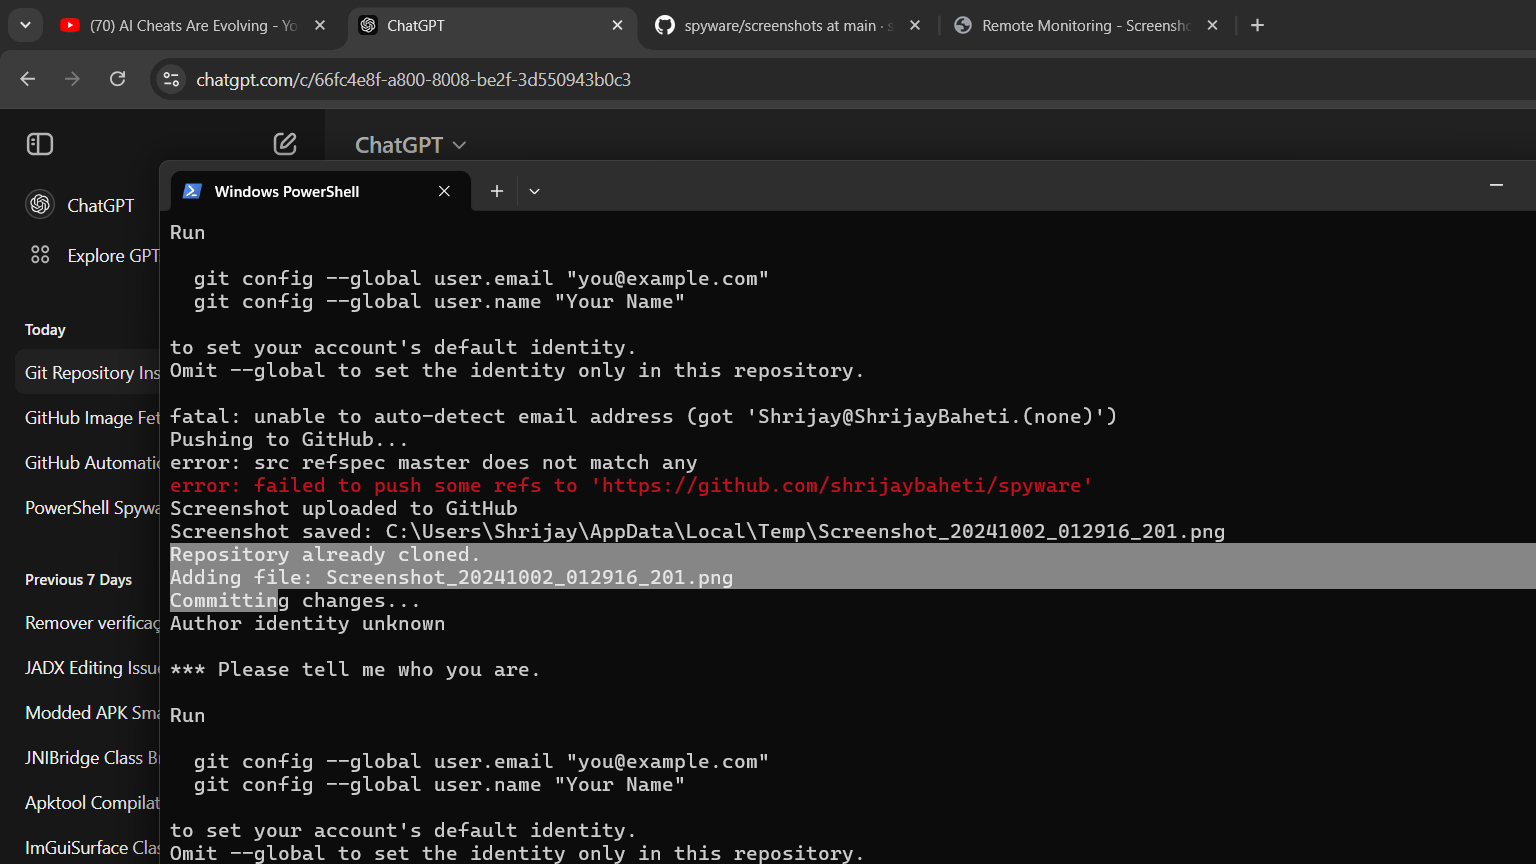 (70) AI Cheats Are Evolving - Yo
ChatGPT
spyware/screenshots at main · s
Remote Monitoring - Screensho
chatgpt.com/c/66fc4e8f-a800-8008-be2f-3d550943b0c3
ChatGPT
ChatGPT
Explore GPT
Today
Git Repository Ins
GitHub Image Fet
GitHub Automatic
PowerShell Spywa
Previous 7 Days
Remover verificaç
JADX Editing Issue
Modded APK Sma
JNIBridge Class B
Apktool Compilat
ImGuiSurface Clas
Windows PowerShell
Run
git config --global user.email "you@example.com"
git config --global user.name "Your Name"
to set your account's default identity.
Omit --global to set the identity only in this repository.
fatal: unable to auto-detect email address (got 'Shrijay@ShrijayBaheti.(none)')
Pushing to GitHub...
error: src refspec master does not match any
error: failed to push some refs to 'https://github.com/shrijaybaheti/spyware'
Screenshot uploaded to GitHub
Screenshot saved: C:\Users\Shrijay\AppData\Local\Temp\Screenshot_20241002_012916_201.png
Repository already cloned.
Adding file: Screenshot_20241002_012916_201.png
Committing changes...
Author identity unknown
*** Please tell me who you are.
Run
git config --global user.email "you@example.com"
git config --global user.name "Your Name"
to set your account's default identity.
Omit --global to set the identity only in this repository.